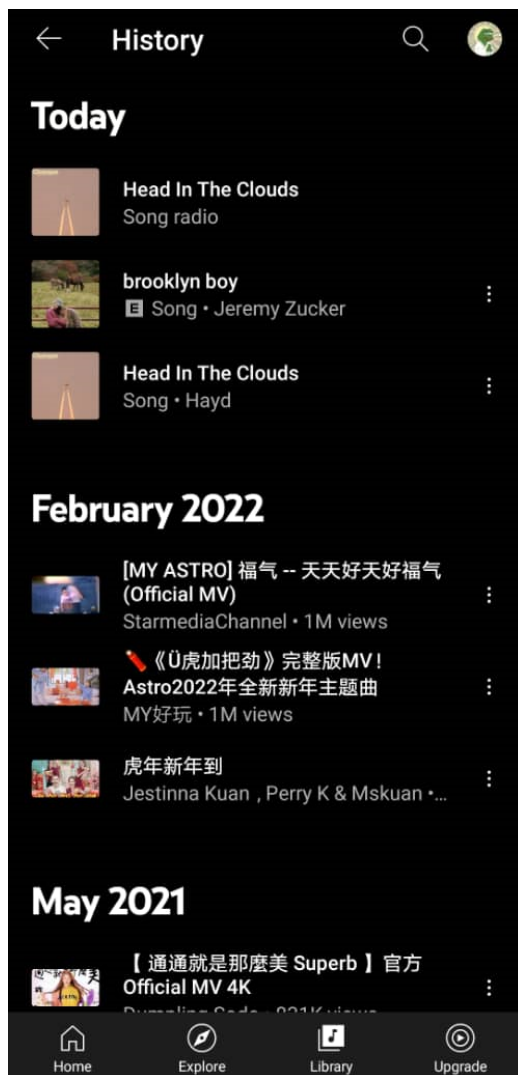 History
Today
Head In The Clouds
Song radio
brooklyn boy
E Song • Jeremy Zucker
Head In The Clouds
Song • Hayd
February 2022
[MY ASTRO] 福气 -- 天天好天好福气
(Official MV)
StarmediaChannel • 1M views
🧨《Ü虎加把劲》完整版MV!
Astro2022年全新新年主题曲
MY好玩 • 1M views
虎年新年到
Jestinna Kuan , Perry K & Mskuan •...
May 2021
【 通通就是那麼美 Superb 】官方
Official MV 4K
Home
Explore
Library
Upgrade